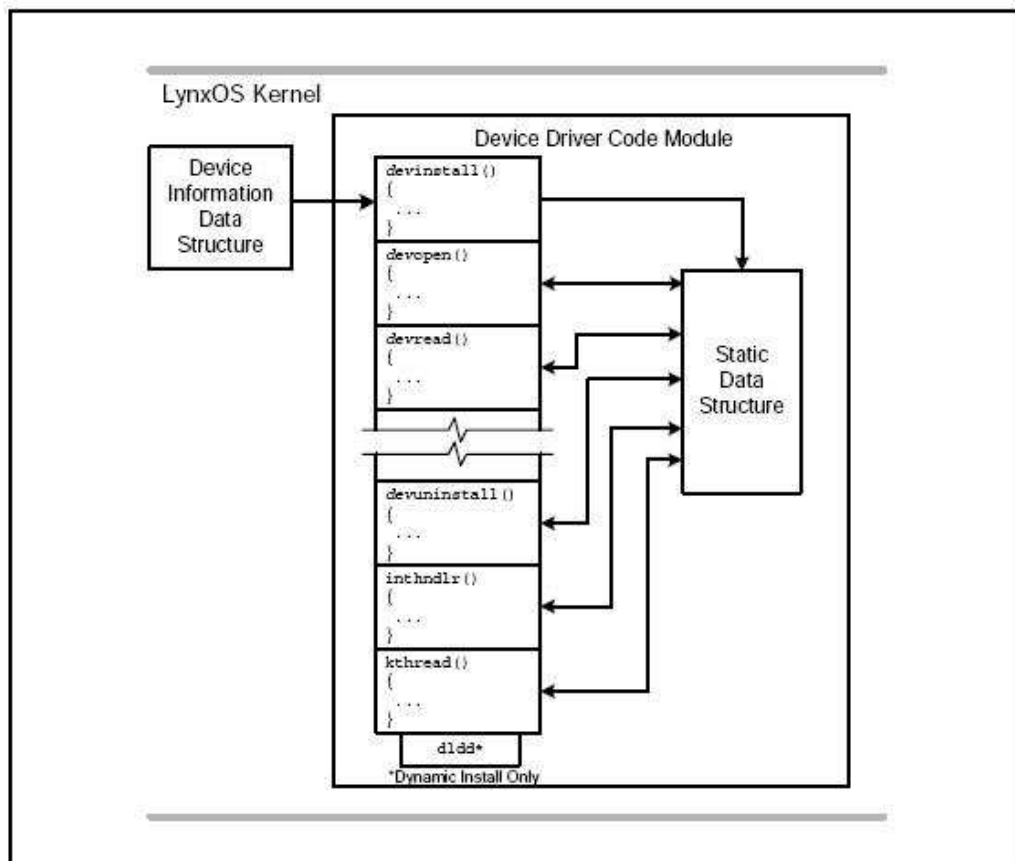 LynxOS Kernel
Device Driver Code Module
Device
Information
Data
Structure
devinstall()
{
...
}
devopen()
{
...
}
devread()
{
...
}
Static
Data
Structure
devuninstall()
{
...
}
inthndlr()
{
...
}
kthread()
{
...
}
dldd*
*Dynamic Install Only